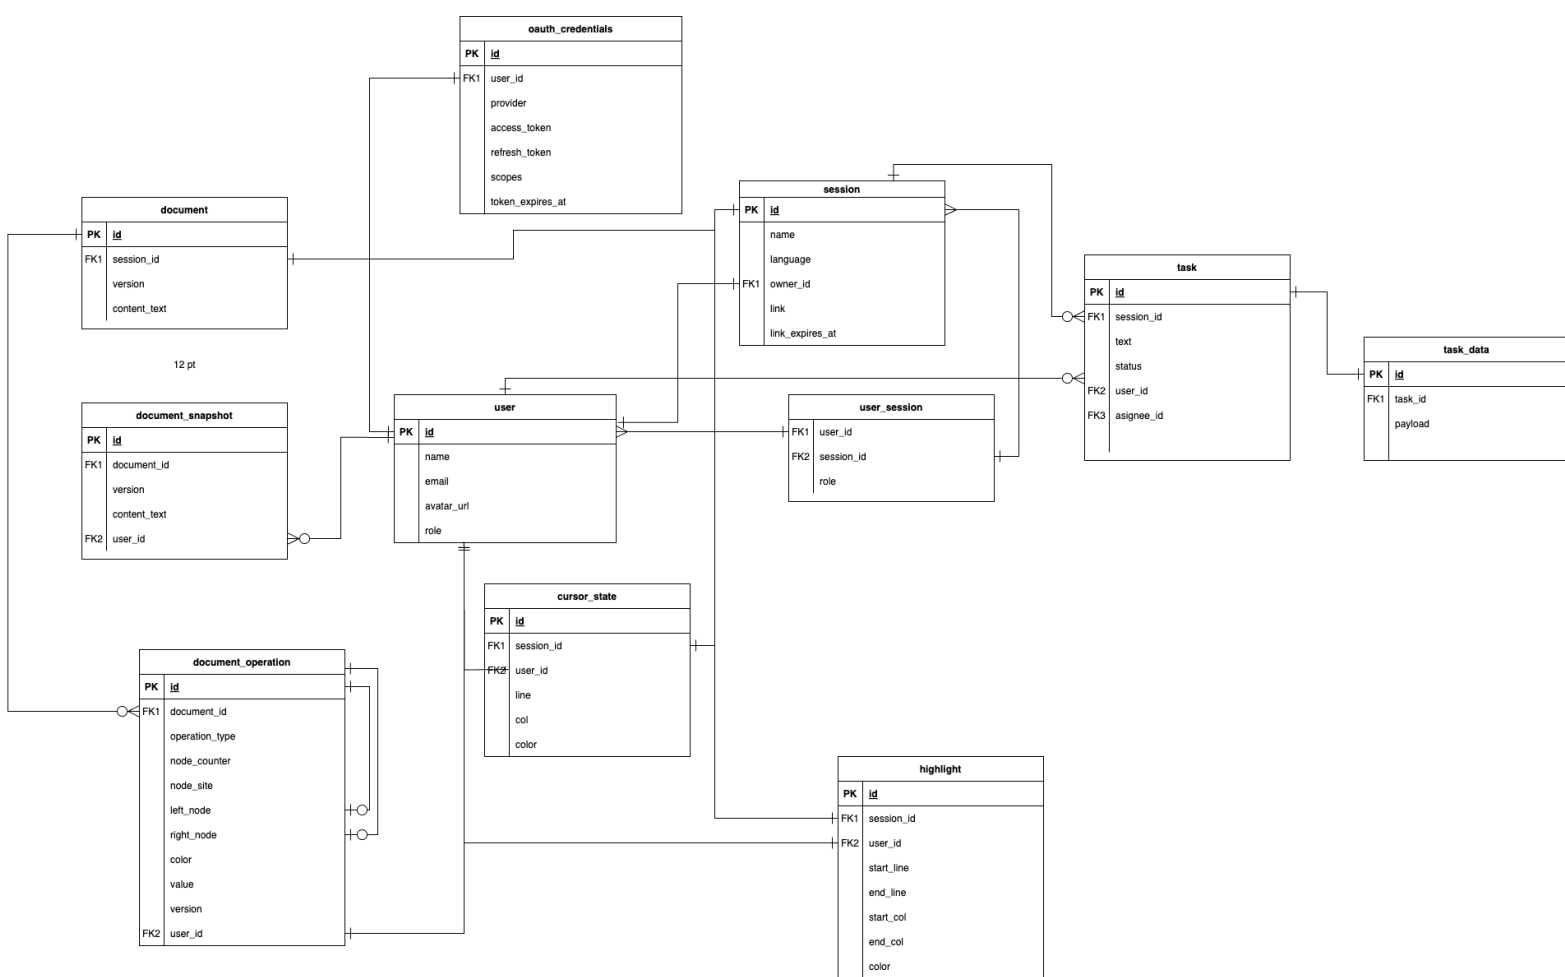 oauth_credentials
PK id
FK1 user_id
provider
access_token
refresh_token
scopes
token_expires_at
session
PK id
name
language
FK1 owner_id
link
link_expires_at
document
PK id
FK1 session_id
version
content_text
task
PK id
FK1 session_id
text
status
FK2 user_id
FK3 asignee_id
task_data
PK id
FK1 task_id
payload
12 pt
document_snapshot
PK id
FK1 document_id
version
content_text
FK2 user_id
user
PK id
name
email
avatar_url
role
user_session
FK1 user_id
FK2 session_id
role
cursor_state
PK id
FK1 session_id
FK2 user_id
line
col
color
document_operation
PK id
FK1 document_id
operation_type
node_counter
node_site
left_node
right_node
color
value
version
FK2 user_id
highlight
PK id
FK1 session_id
FK2 user_id
start_line
end_line
start_col
end_col
color